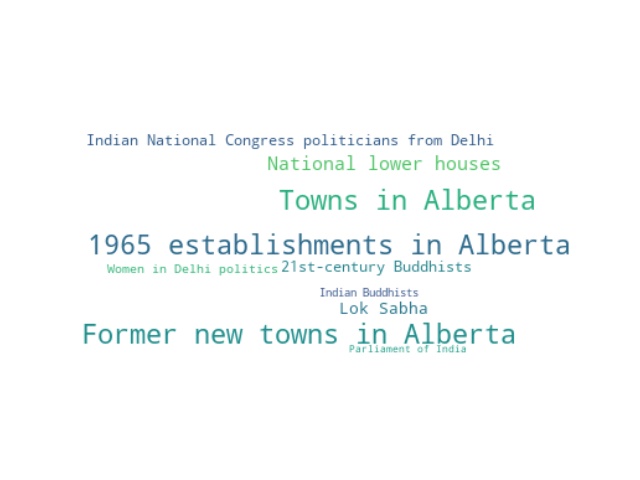 Indian National Congress politicians from Delhi
National lower houses
Towns in Alberta
1965 establishments in Alberta
Women in Delhi politics 21st-century Buddhists
Indian Buddhists
Lok Sabha
Former new towns in Alberta
Parliament of India